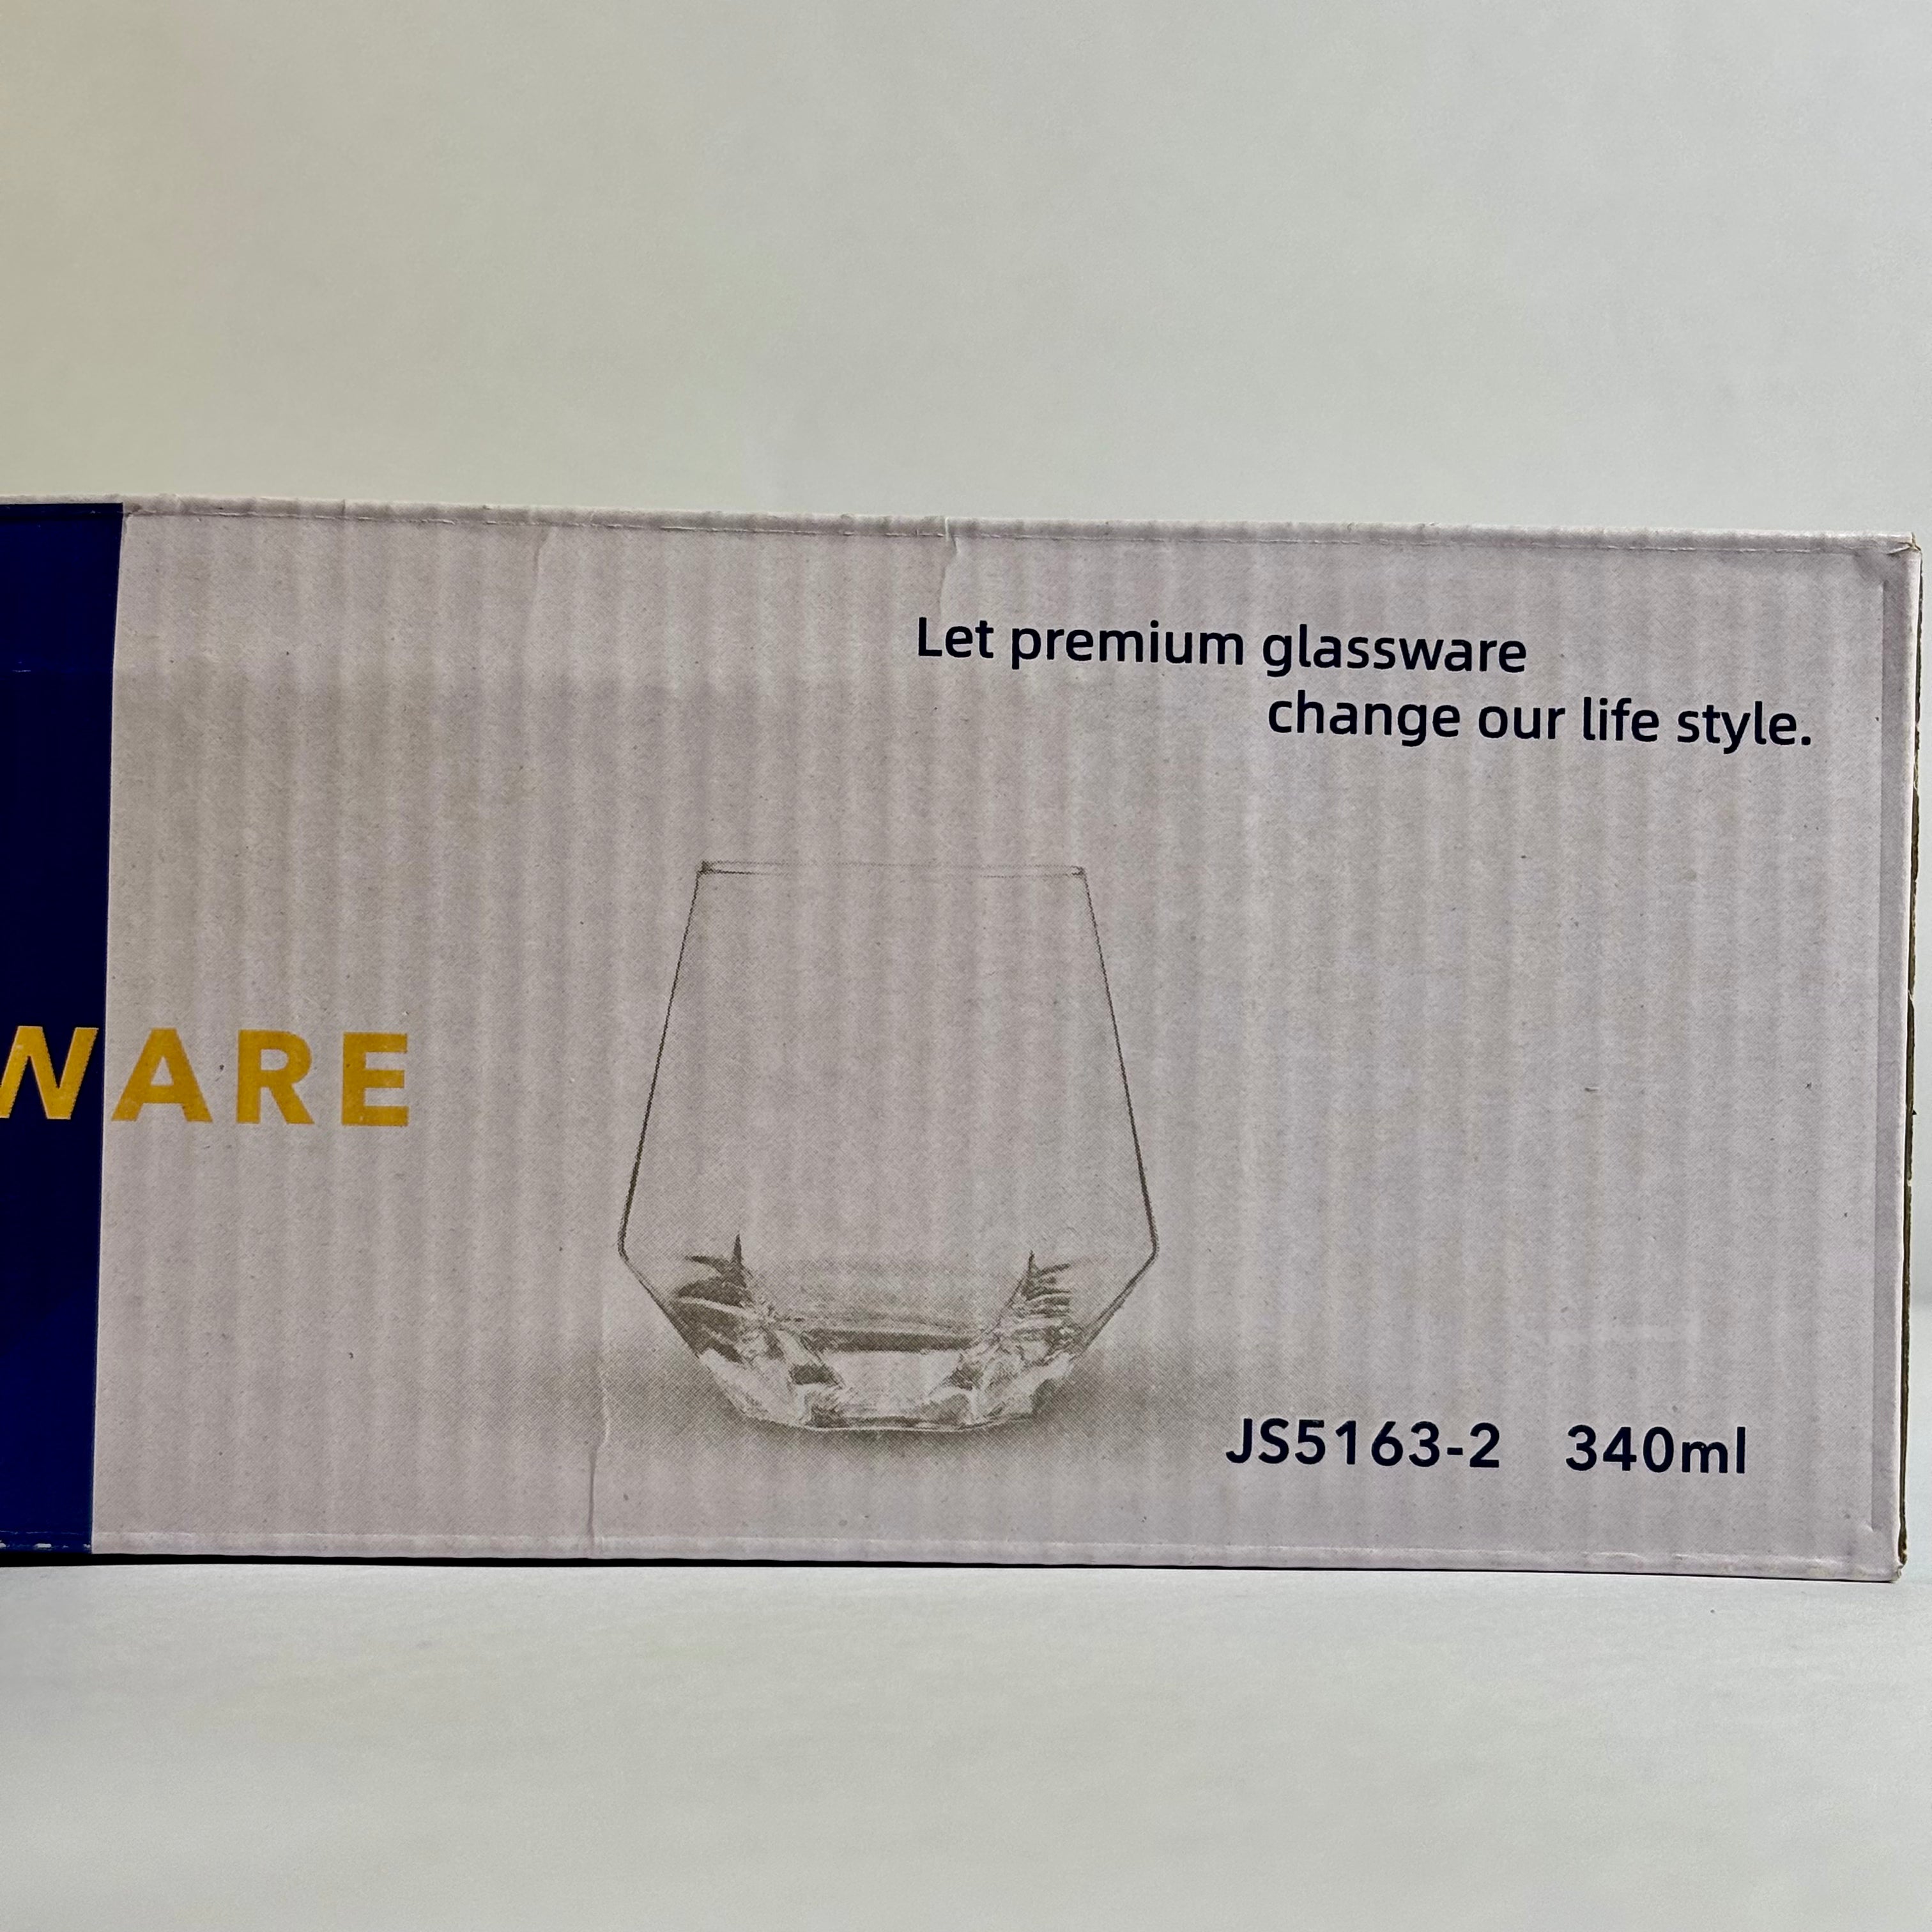 Let premium glassware
change our life style.
WARE
JS5163-2 340ml